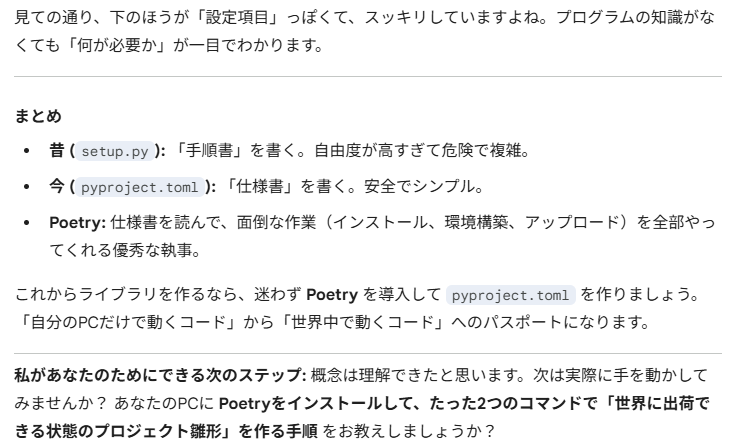 見ての通り、下のほうが「設定項目」っぽくて、スッキリしていますよね。プログラムの知識がな
くても「何が必要か」が一目でわかります。
まとめ
• 昔 ( setup.py ): 「手順書」を書く。自由度が高すぎて危険で複雑。
• 今 ( pyproject.toml ): 「仕様書」を書く。安全でシンプル。
• Poetry: 仕様書を読んで、面倒な作業（インストール、環境構築、アップロード）を全部やっ
てくれる優秀な執事。
これからライブラリを作るなら、迷わず Poetry を導入して pyproject.toml を作りましょう。
「自分のPCだけで動くコード」から「世界中で動くコード」へのパスポートになります。
私があなたのためにできる次のステップ: 概念は理解できたと思います。次は実際に手を動かして
みませんか？ あなたのPCに Poetryをインストールして、たった2つのコマンドで「世界に出荷で
きる状態のプロジェクト雛形」を作る手順 をお教えしましょうか？